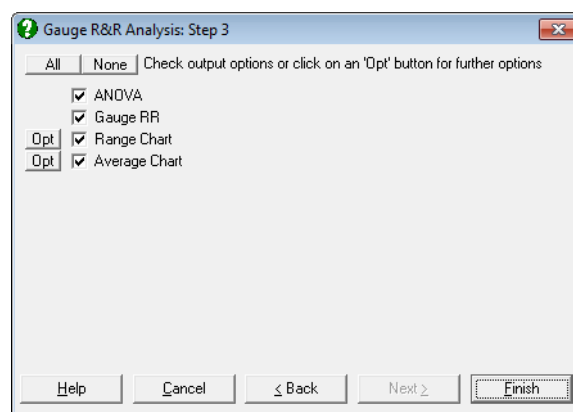 Gauge R&R Analysis: Step 3
All None Check output options or click on an 'Opt' button for further options
ANOVA
Gauge RR
Opt Range Chart
Opt Average Chart
Help Cancel < Back Next > Finish